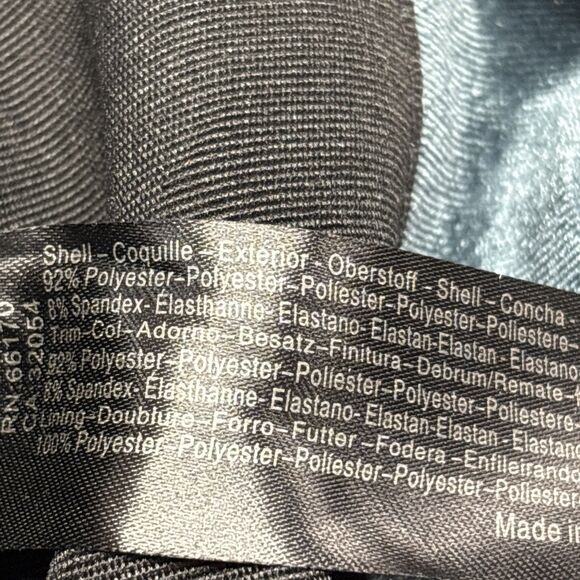 Shell – Coquille – Exterior – Oberstoff – Shell – Concha –
92% Polyester–Polyester–Poliester–Polyester–Poliestere–
8% Spandex- Élasthanne- Elastano- Elastan-Elastan- Elastano
Trim–Col–Adorno– Besatz–Finitura– Debrum/Remate–
92% Polyester–Polyester–Poliester–Polyester–Poliestere
8% Spandex- Élasthanne- Elastano- Elastan-Elastan - Elastano
Lining–Doublure– Forro–Futter –Fodera –Enfileirando
100% Polyester–Polyester–Poliester–Polyester–Poliester
Made i
RN-66170
CA-32054